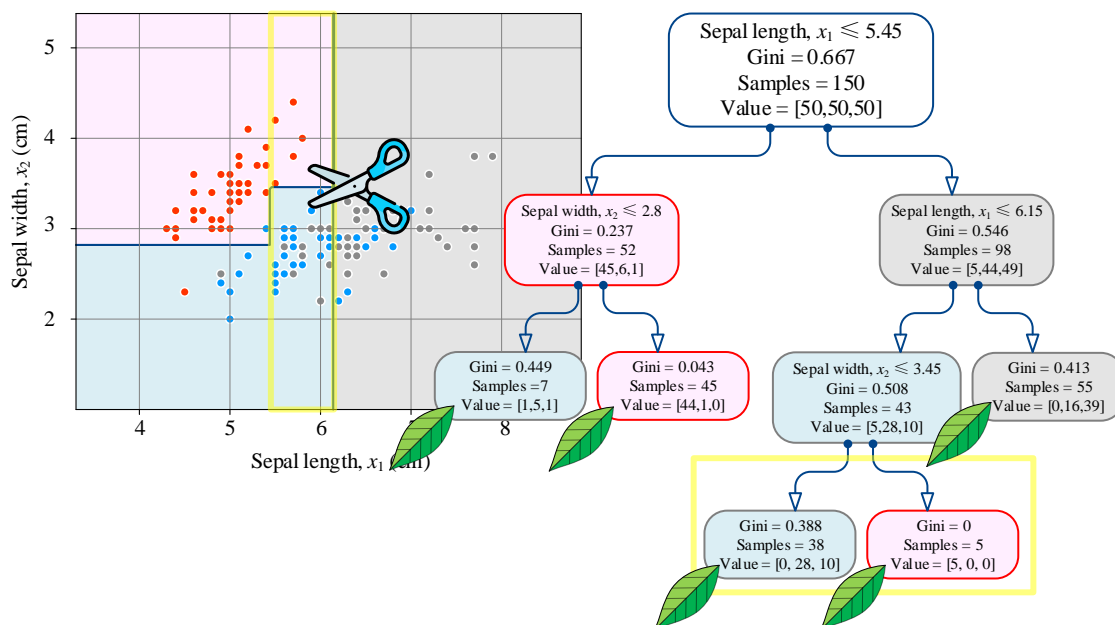 5
4
3
2
Sepal width, x2 (cm)
4
5
6
8
Sepal length, x1 (cm)
Sepal length, x1 ⩽ 5.45
Gini = 0.667
Samples = 150
Value = [50,50,50]
Sepal width, x2 ⩽ 2.8
Gini = 0.237
Samples = 52
Value = [45,6,1]
Sepal length, x1 ⩽ 6.15
Gini = 0.546
Samples = 98
Value = [5,44,49]
Gini = 0.449
Samples =7
Value = [1,5,1]
Gini = 0.043
Samples = 45
Value = [44,1,0]
Sepal width, x2 ⩽ 3.45
Gini = 0.508
Samples = 43
Value = [5,28,10]
Gini = 0.413
Samples = 55
Value = [0,16,39]
Gini = 0.388
Samples = 38
Value = [0, 28, 10]
Gini = 0
Samples = 5
Value = [5, 0, 0]